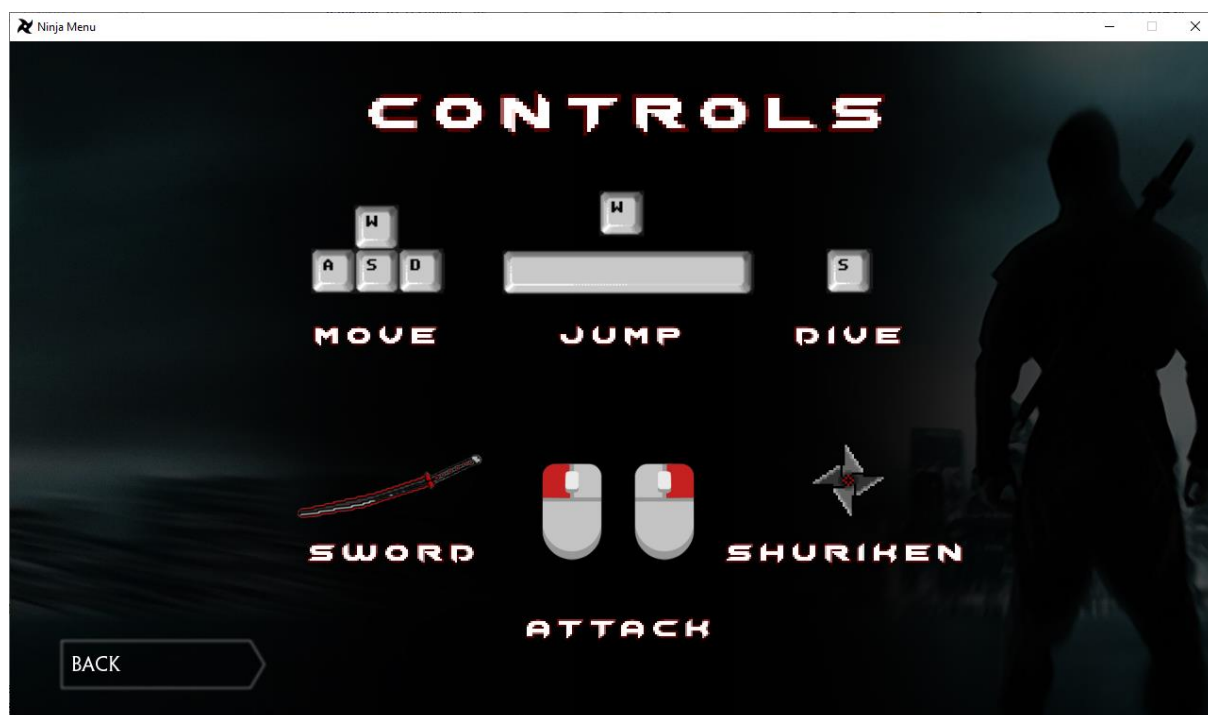 Ninja Menu
CONTROLS
W
W
A S D
S
MOVE
JUMP
DIVE
SWORD
SHURIKEN
ATTACK
BACK